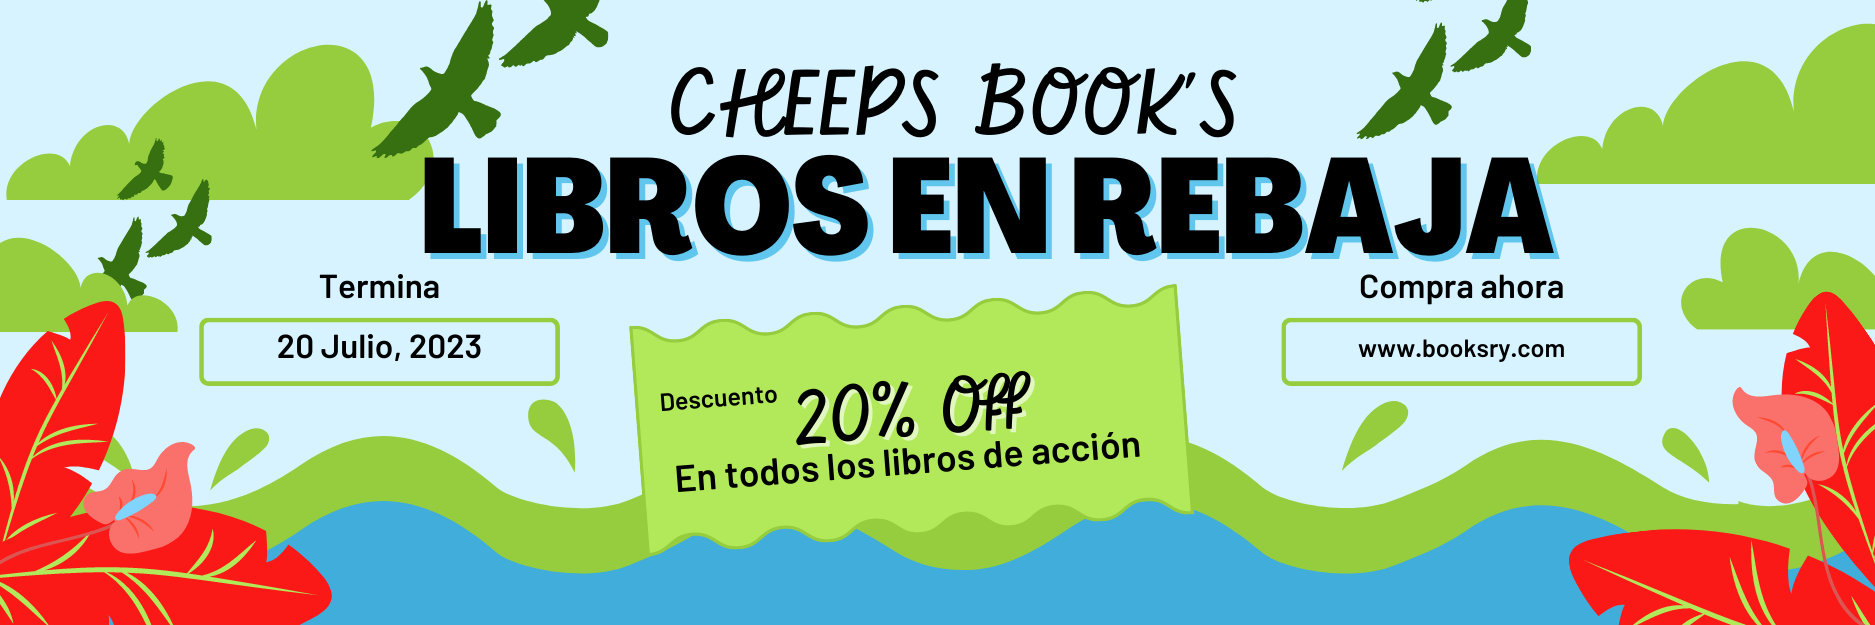 CHEEPS BOOK'S
LIBROS EN REBAJA
Termina
20 Julio, 2023
Compra ahora
www.booksry.com
Descuento 20% Off
En todos los libros de acción